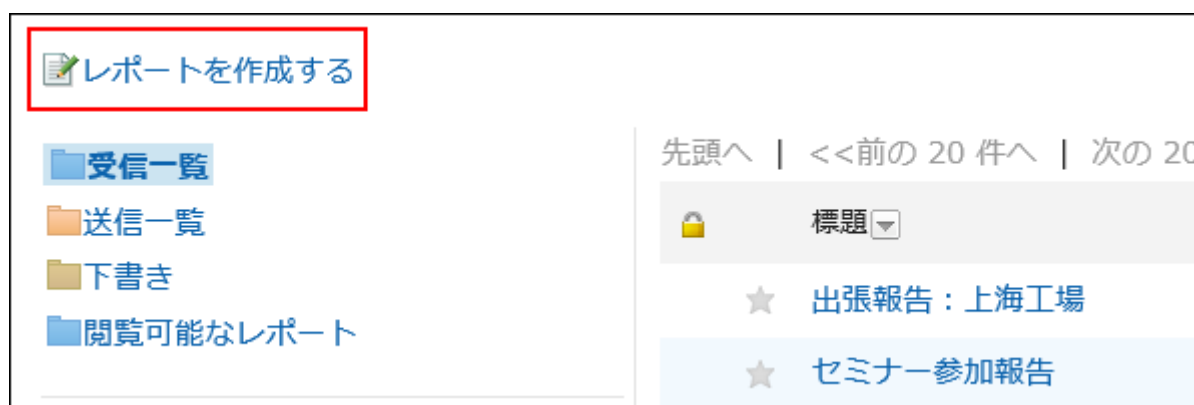 レポートを作成する
受信一覧
送信一覧
下書き
閲覧可能なレポート
先頭へ | <<前の 20 件へ | 次の 20
標題
出張報告:上海工場
セミナー参加報告